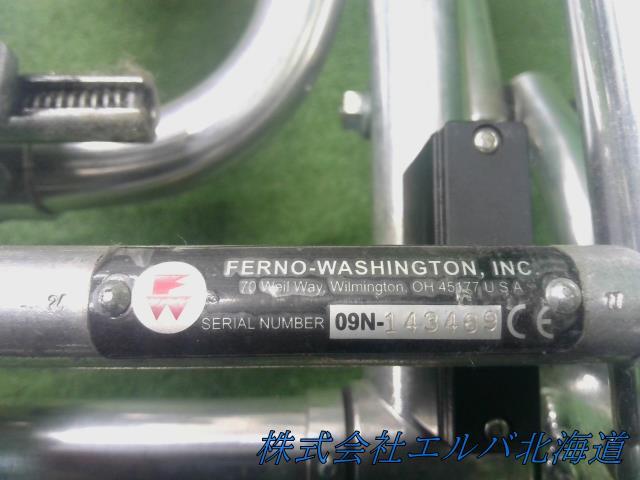 FERNO-WASHINGTON, INC.
70 Weil Way, Wilmington, OH 45177 U S A
SERIAL NUMBER 09N-143469 CE
株式会社エルバ北海道